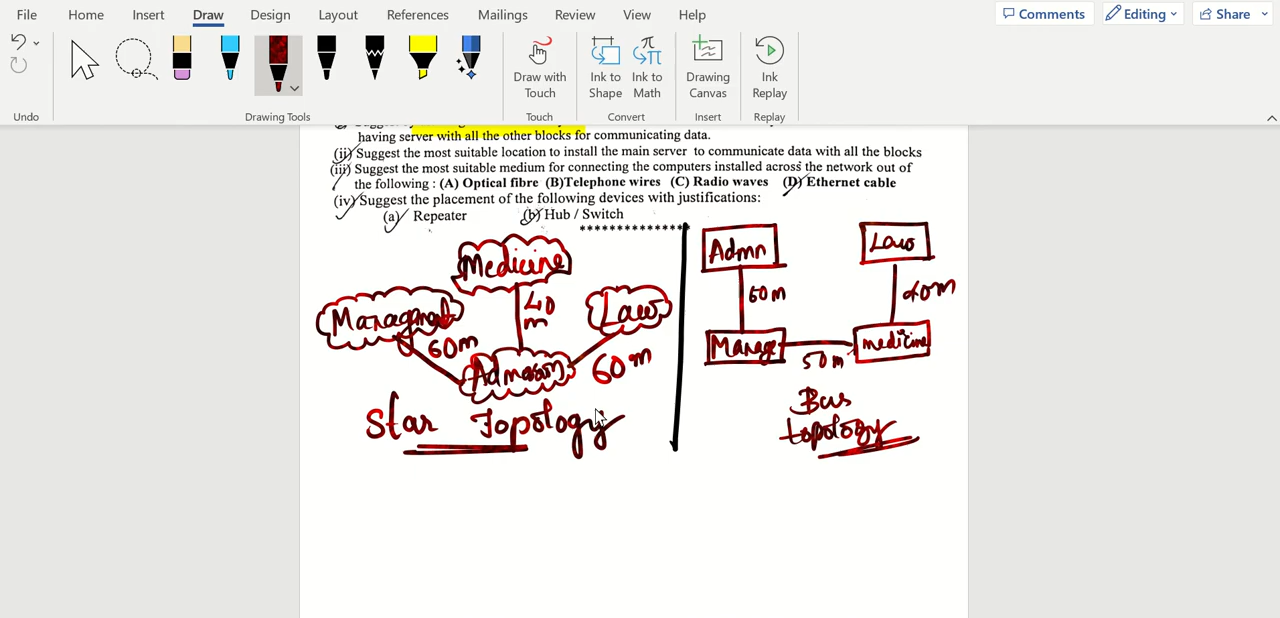 File Home Insert Draw Design Layout References Mailings Review View Help Comments Editing Share
Draw with Touch
Ink to Shape
Ink to Math
Drawing Canvas
Ink Replay
Undo Drawing Tools Touch Convert Insert Replay
having server with all the other blocks for communicating data.
(ii) Suggest the most suitable location to install the main server to communicate data with all the blocks
(iii) Suggest the most suitable medium for connecting the computers installed across the network out of
the following : (A) Optical fibre (B)Telephone wires (C) Radio waves (D) Ethernet cable
(iv) Suggest the placement of the following devices with justifications:
(a) Repeater (b) Hub / Switch
********************
Medicine
Management
Law
40 m
60 m
Admission
60 m
Star Topology
Admn
Law
60 m
40m
Manage
medicine
50 m
Bus
topology